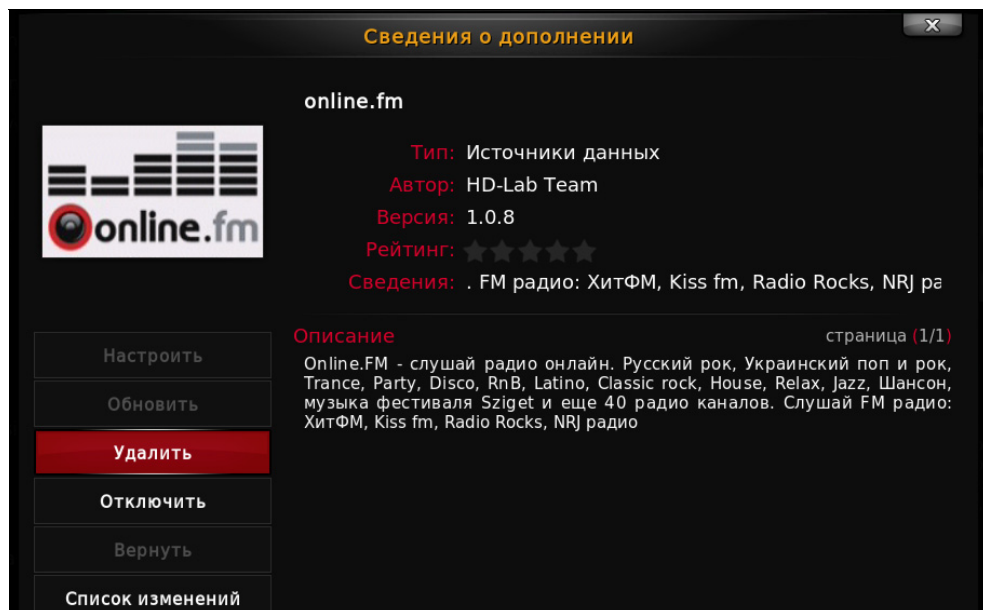 Сведения о дополнении
x
online.fm
online.fm
Тип: Источники данных
Автор: HD-Lab Team
Версия: 1.0.8
Рейтинг:
Сведения: . FM радио: ХитФМ, Kiss fm, Radio Rocks, NRJ ра
Описание
страница (1/1)
Online.FM - слушай радио онлайн. Русский рок, Украинский поп и рок,
Trance, Party, Disco, RnB, Latino, Classic rock, House, Relax, Jazz, Шансон,
музыка фестиваля Sziget и еще 40 радио каналов. Слушай FM радио:
ХитФМ, Kiss fm, Radio Rocks, NRJ радио
Настроить
Обновить
Удалить
Отключить
Вернуть
Список изменений